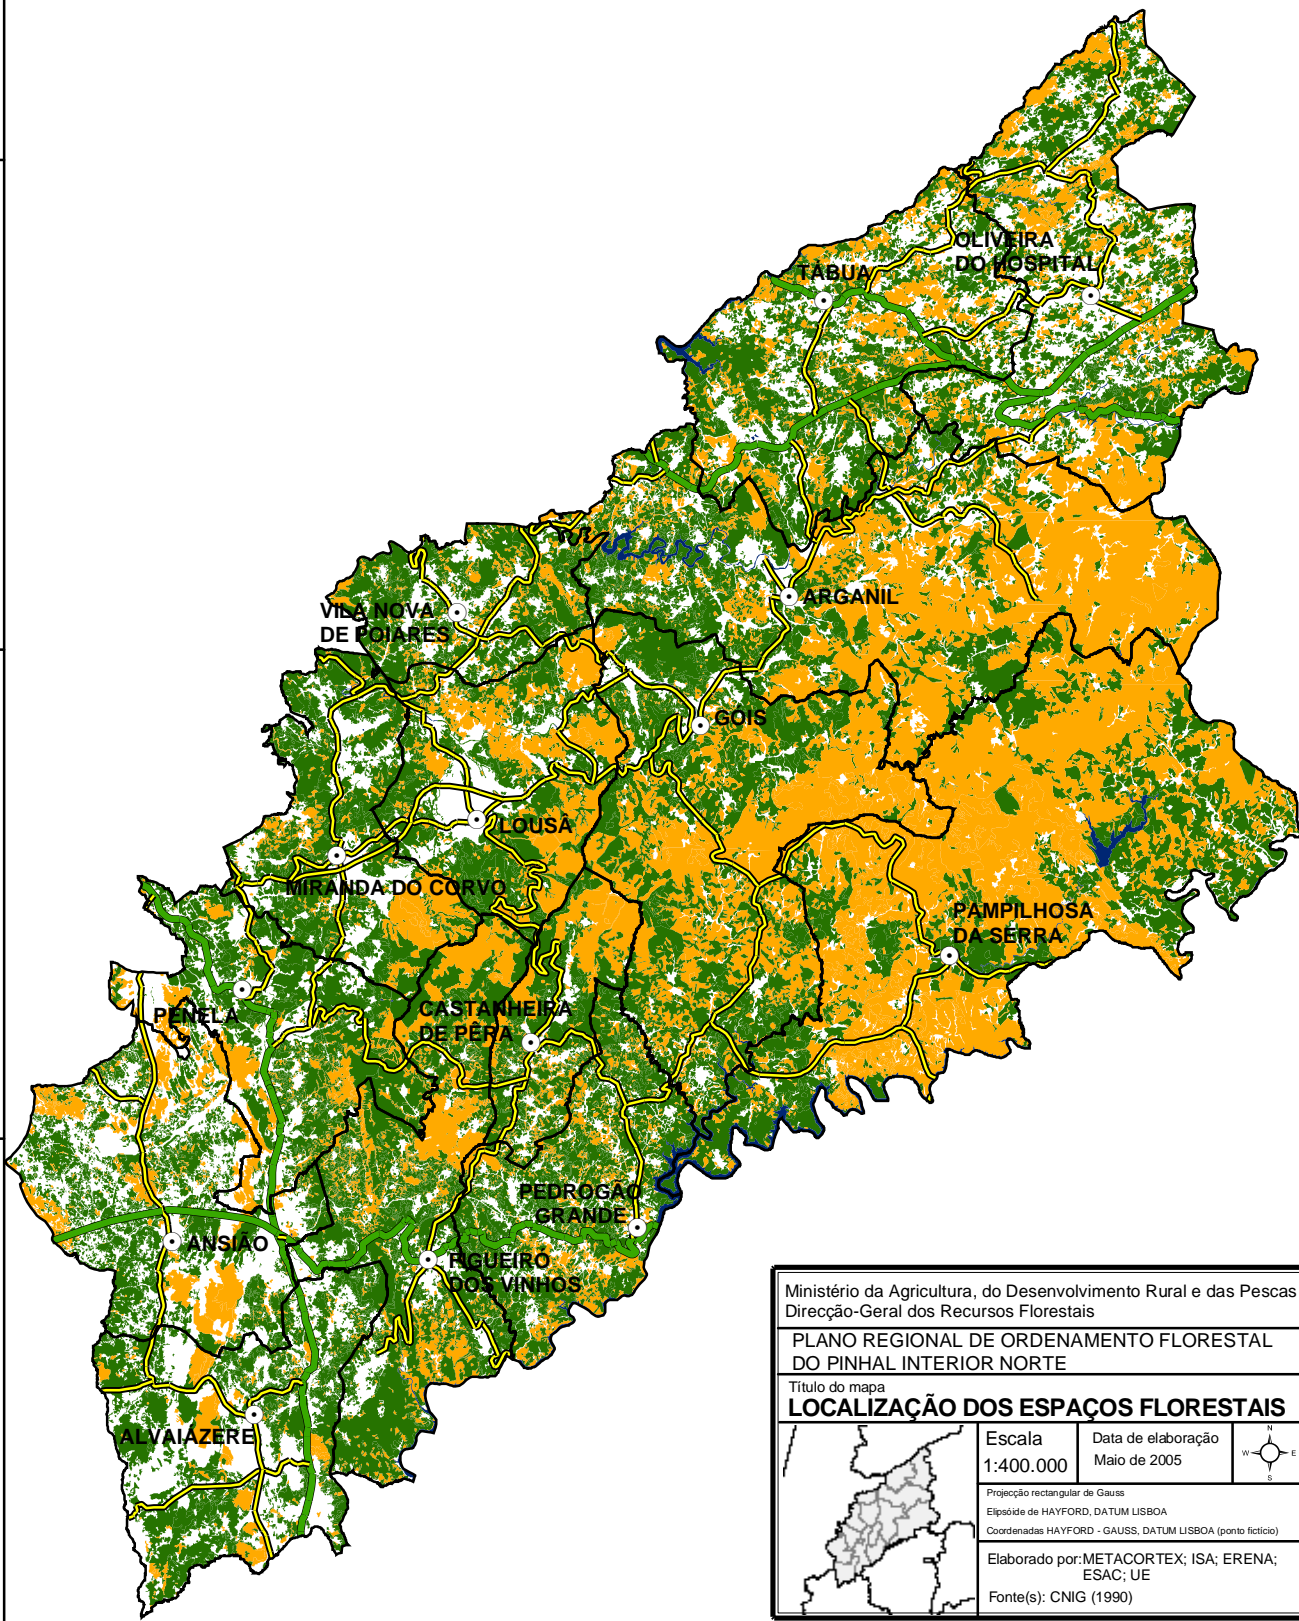 OLIVEIRA
DO HOSPITAL
TÁBUA
ARGANIL
VILA NOVA
DE POIARES
GOIS
LOUSÃ
MIRANDA DO CORVO
PAMPILHOSA
DA SERRA
PENELA
CASTANHEIRA
DE PÊRA
PEDROGÃO
GRANDE
ANSIÃO
FIGUEIRÓ
DOS VINHOS
ALVAIÁZERE
Ministério da Agricultura, do Desenvolvimento Rural e das Pescas
Direcção-Geral dos Recursos Florestais
PLANO REGIONAL DE ORDENAMENTO FLORESTAL
DO PINHAL INTERIOR NORTE
Título do mapa
LOCALIZAÇÃO DOS ESPAÇOS FLORESTAIS
Escala
1:400.000
Data de elaboração
Maio de 2005
N
W E
S
Projecção rectangular de Gauss
Elipsóide de HAYFORD, DATUM LISBOA
Coordenadas HAYFORD - GAUSS, DATUM LISBOA (ponto fictício)
Elaborado por:METACORTEX; ISA; ERENA;
ESAC; UE
Fonte(s): CNIG (1990)